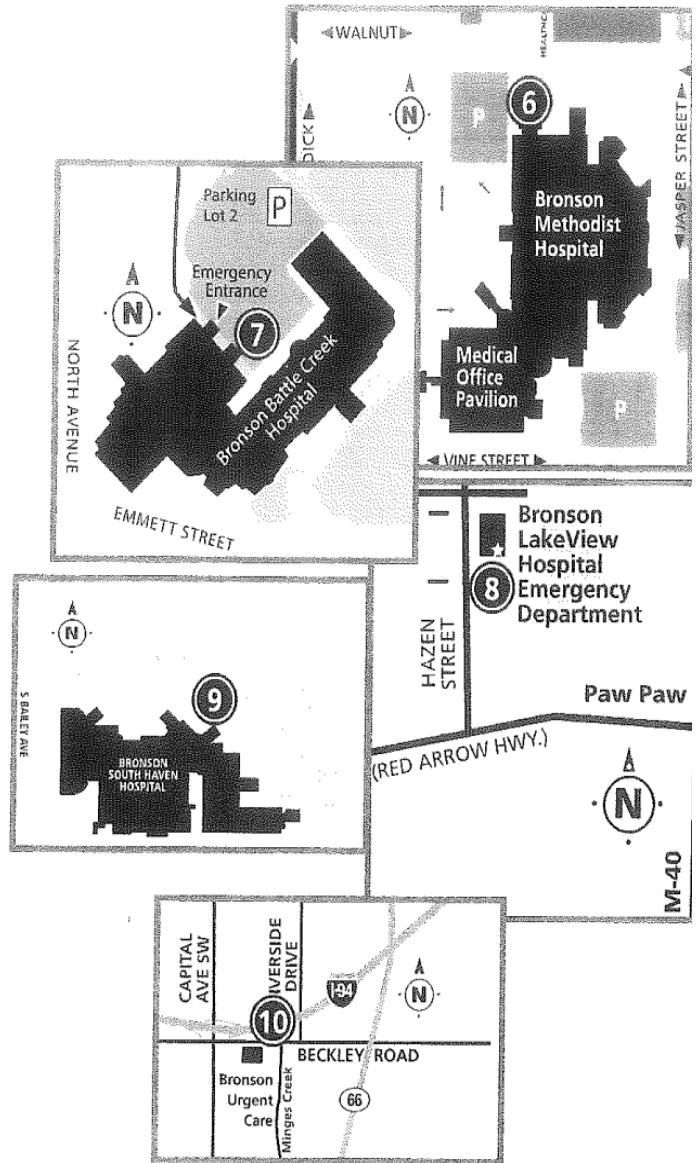 WALNUT
HEALTHC
6
N
P
DICK
JASPER STREET
Bronson
Methodist
Hospital
Medical
Office
Pavilion
P
VINE STREET
Parking
Lot 2
P
Emergency
Entrance
N
7
NORTH AVENUE
Bronson Battle Creek
Hospital
EMMETT STREET
Bronson
LakeView
Hospital
Emergency
Department
8
HAZEN
STREET
Paw Paw
(RED ARROW HWY.)
N
M-40
N
9
S BAILEY AVE
BRONSON
SOUTH HAVEN
HOSPITAL
CAPITAL
AVE SW
IVERSIDE
DRIVE
I-94
N
10
BECKLEY ROAD
Bronson
Urgent
Care
Minges Creek
66